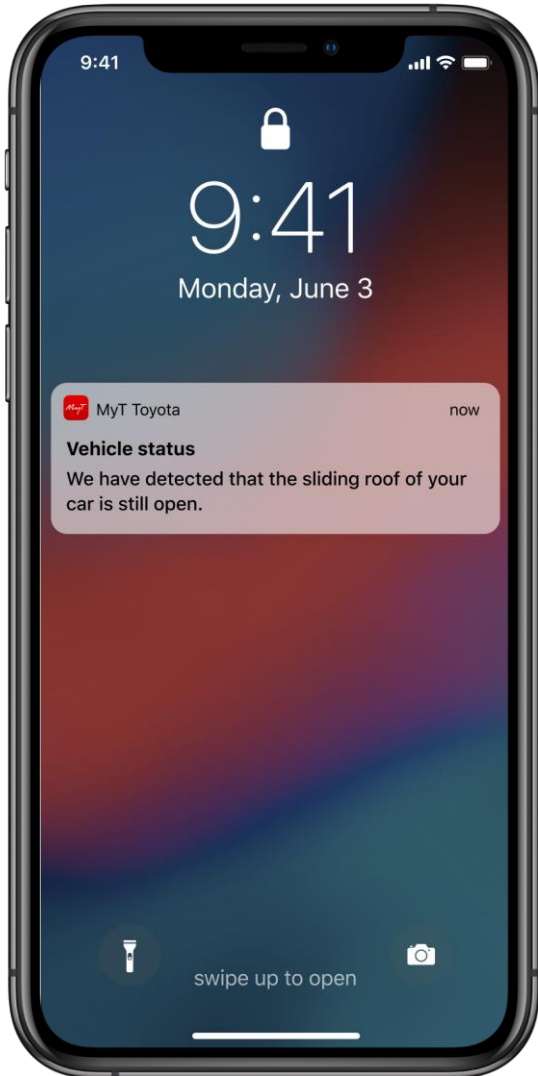 9:41
9:41
Monday, June 3
MyT
MyT Toyota
now
Vehicle status
We have detected that the sliding roof of your
car is still open.
swipe up to open